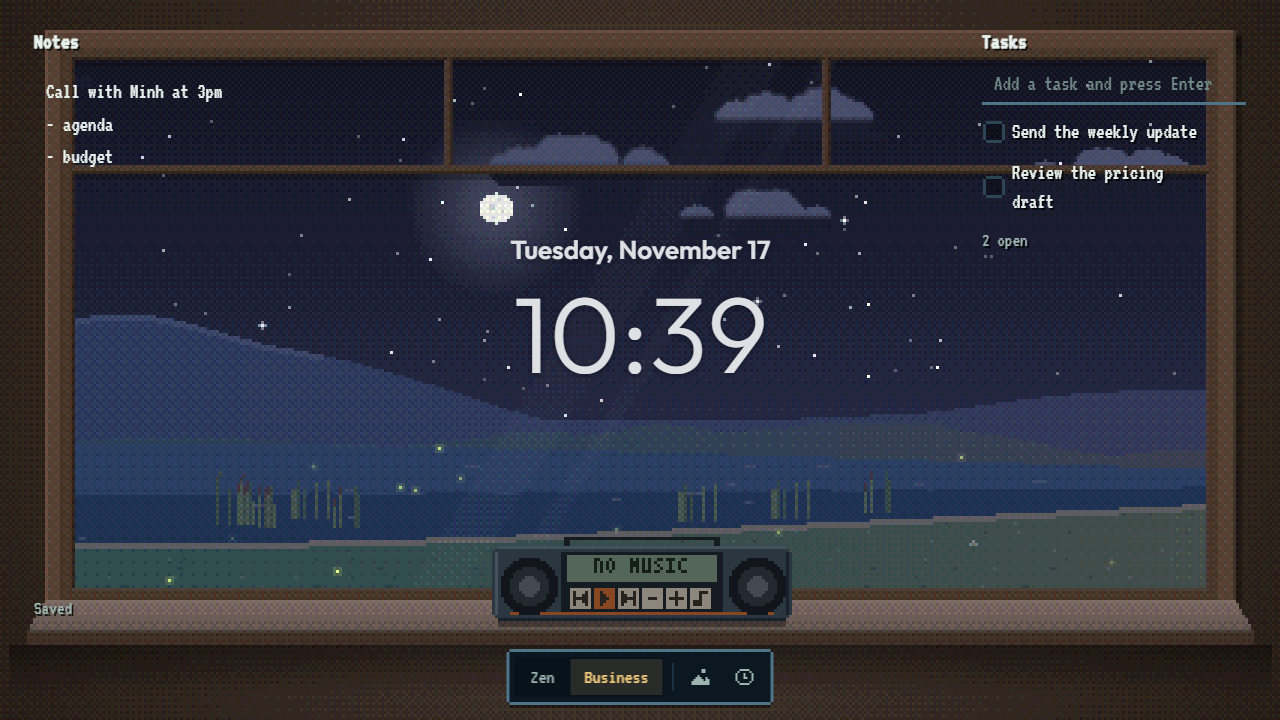 Notes
Call with Minh at 3pm
- agenda
- budget
Tasks
Add a task and press Enter
Send the weekly update
Review the pricing
draft
2 open
Tuesday, November 17
10:39
NO MUSIC
Saved
Zen
Business